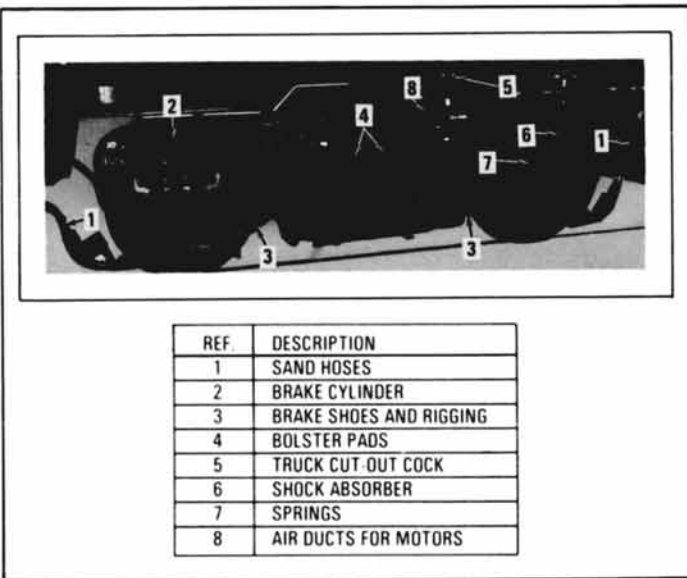 2
8
5
4
6
1
7
1
3
3
REF. DESCRIPTION
1 SAND HOSES
2 BRAKE CYLINDER
3 BRAKE SHOES AND RIGGING
4 BOLSTER PADS
5 TRUCK CUT-OUT COCK
6 SHOCK ABSORBER
7 SPRINGS
8 AIR DUCTS FOR MOTORS